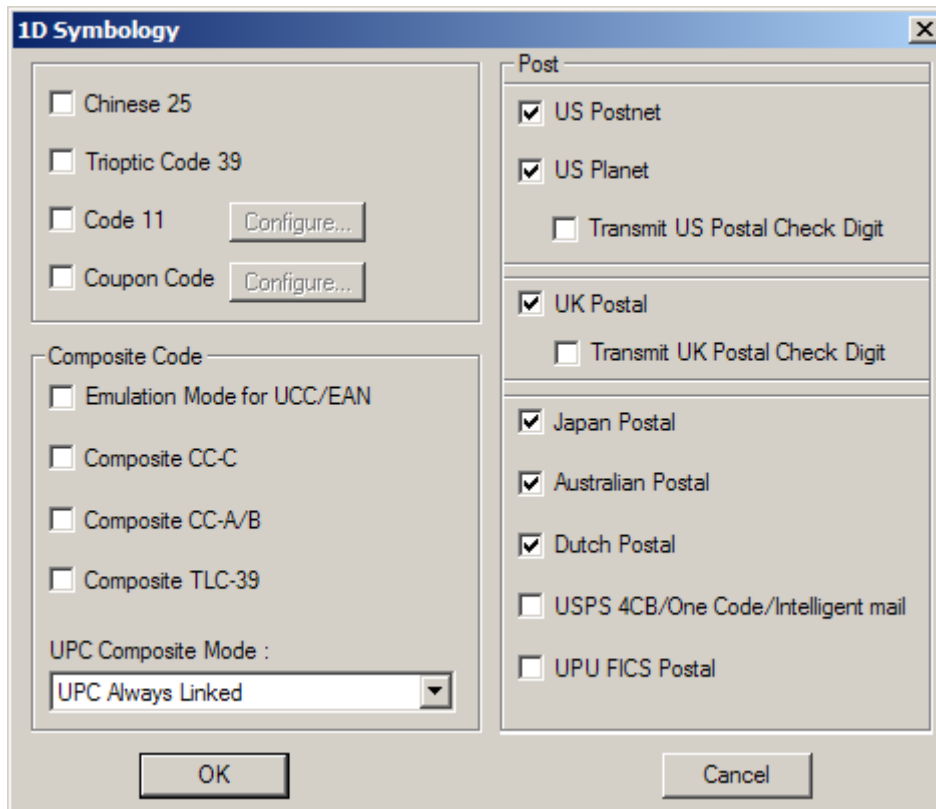 1D Symbology
Chinese 25
Trioptic Code 39
Code 11
Configure...
Coupon Code
Configure...
Composite Code
Emulation Mode for UCC/EAN
Composite CC-C
Composite CC-A/B
Composite TLC-39
UPC Composite Mode :
UPC Always Linked
Post
US Postnet
US Planet
Transmit US Postal Check Digit
UK Postal
Transmit UK Postal Check Digit
Japan Postal
Australian Postal
Dutch Postal
USPS 4CB/One Code/Intelligent mail
UPU FICS Postal
OK
Cancel